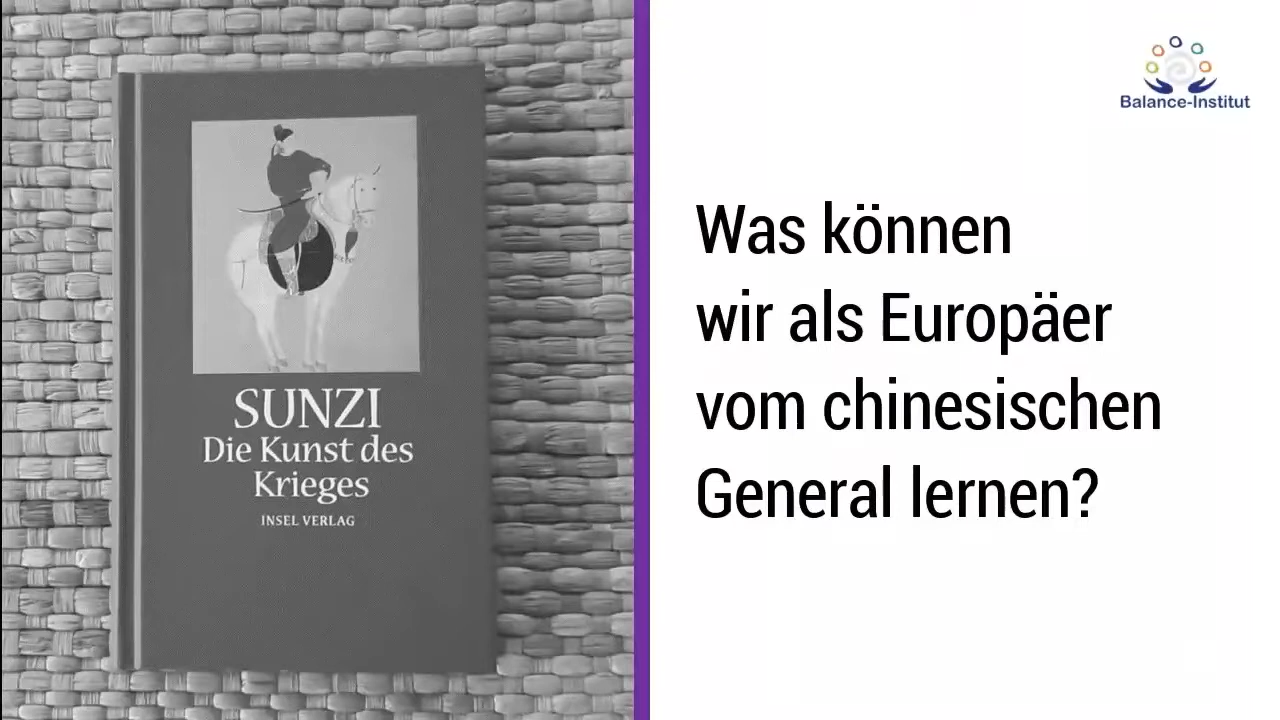 SUNZI
Die Kunst des
Krieges
INSEL VERLAG
Balance-Institut
Was können
wir als Europäer
vom chinesischen
General lernen?